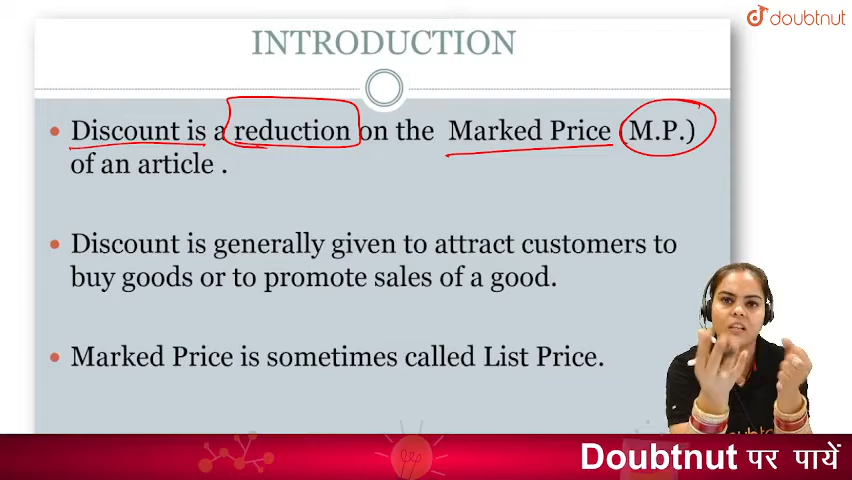 doubtnut
INTRODUCTION
• Discount is a reduction on the Marked Price (M.P.)
of an article .
• Discount is generally given to attract customers to
buy goods or to promote sales of a good.
• Marked Price is sometimes called List Price.
Doubtnut पर पायें